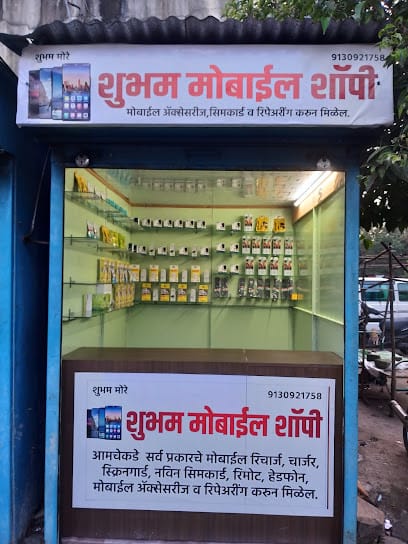 शुभम मोरे 9130921758
शुभम मोबाईल शॉपी
मोबाईल ॲक्सेसरीज,सिमकार्ड व रिपेअरींग करुन मिळेल.
शुभम मोरे 9130921758
शुभम मोबाईल शॉपी
आमचेकडे सर्व प्रकारचे मोबाईल रिचार्ज, चार्जर,
स्क्रिनगार्ड, नविन सिमकार्ड, रिमोट, हेडफोन,
मोबाईल ॲक्सेसरीज व रिपेअरींग करुन मिळेल.